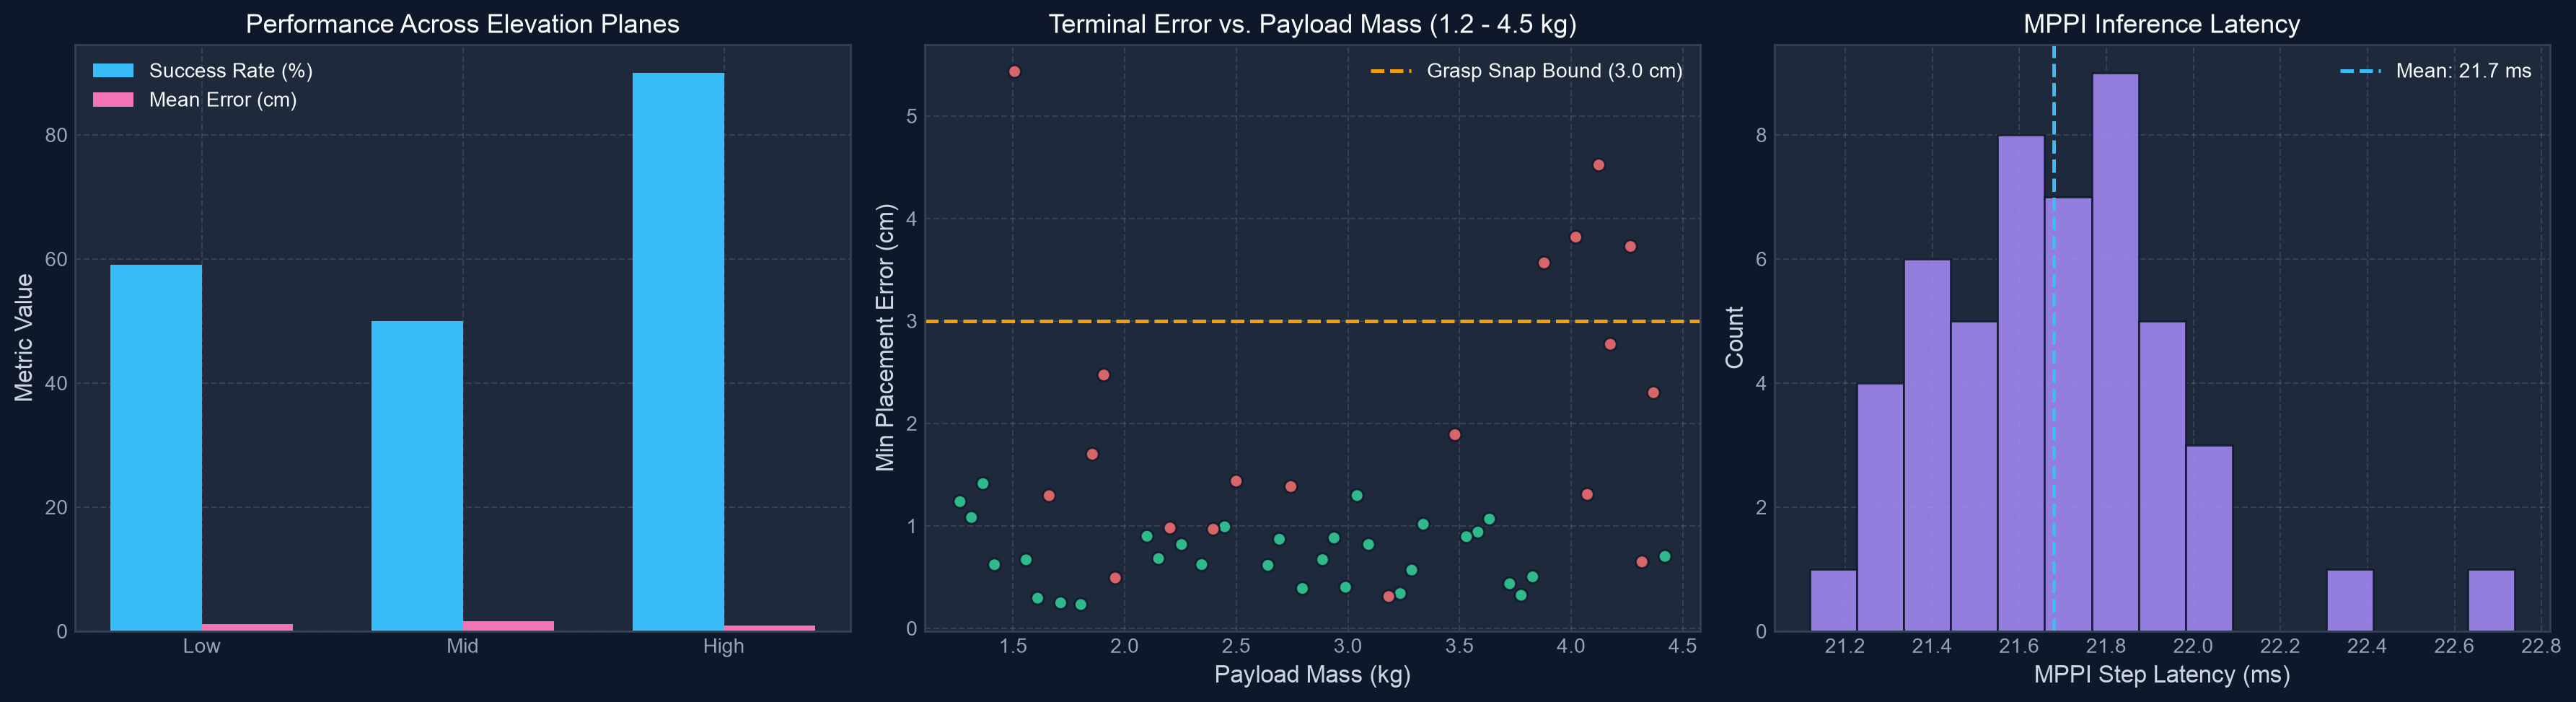 Performance Across Elevation Planes
Success Rate (%)
Mean Error (cm)
Metric Value
80
60
40
20
0
Low
Mid
High
Terminal Error vs. Payload Mass (1.2 - 4.5 kg)
Grasp Snap Bound (3.0 cm)
Min Placement Error (cm)
5
4
3
2
1
0
1.5
2.0
2.5
3.0
3.5
4.0
4.5
Payload Mass (kg)
MPPI Inference Latency
Mean: 21.7 ms
Count
8
6
4
2
0
21.2
21.4
21.6
21.8
22.0
22.2
22.4
22.6
22.8
MPPI Step Latency (ms)